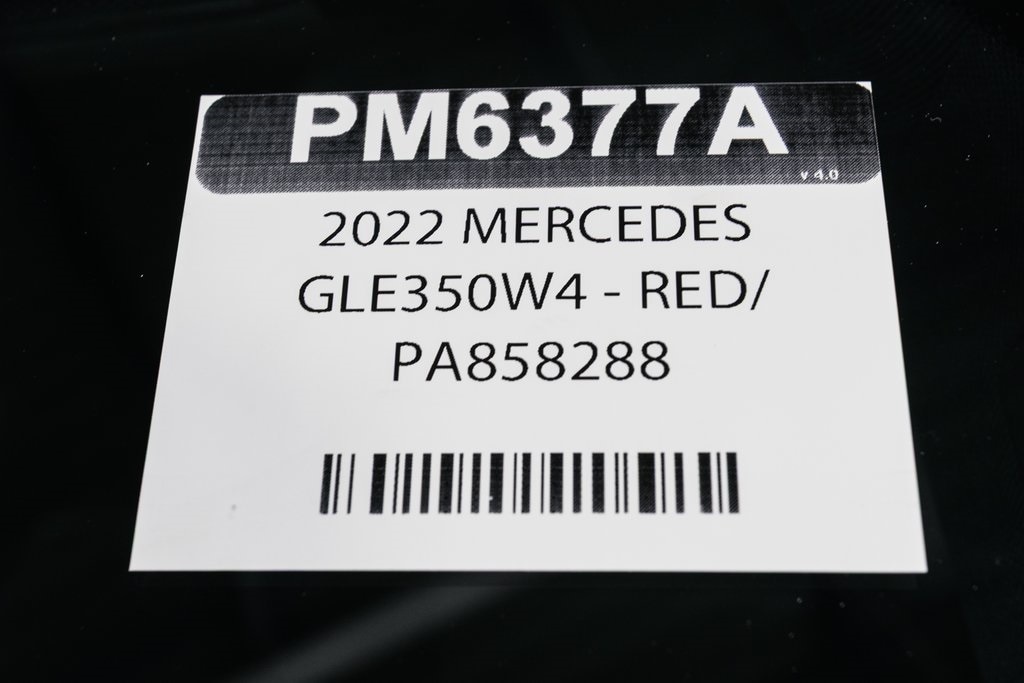 PM6377A
v 4.0
2022 MERCEDES
GLE350W4 - RED/
PA858288